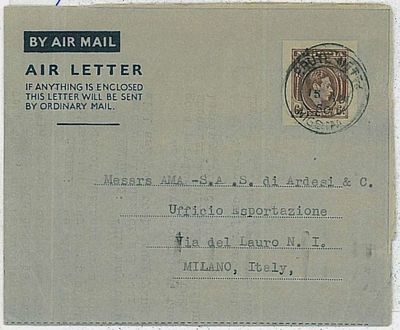 BY AIR MAIL
AIR LETTER
IF ANYTHING IS ENCLOSED
THIS LETTER WILL BE SENT
BY ORDINARY MAIL.
Messrs AMA -S.A .S. di Ardesi & C.
Ufficio Esportazione
Via del Lauro N. I.
MILANO, Italy,